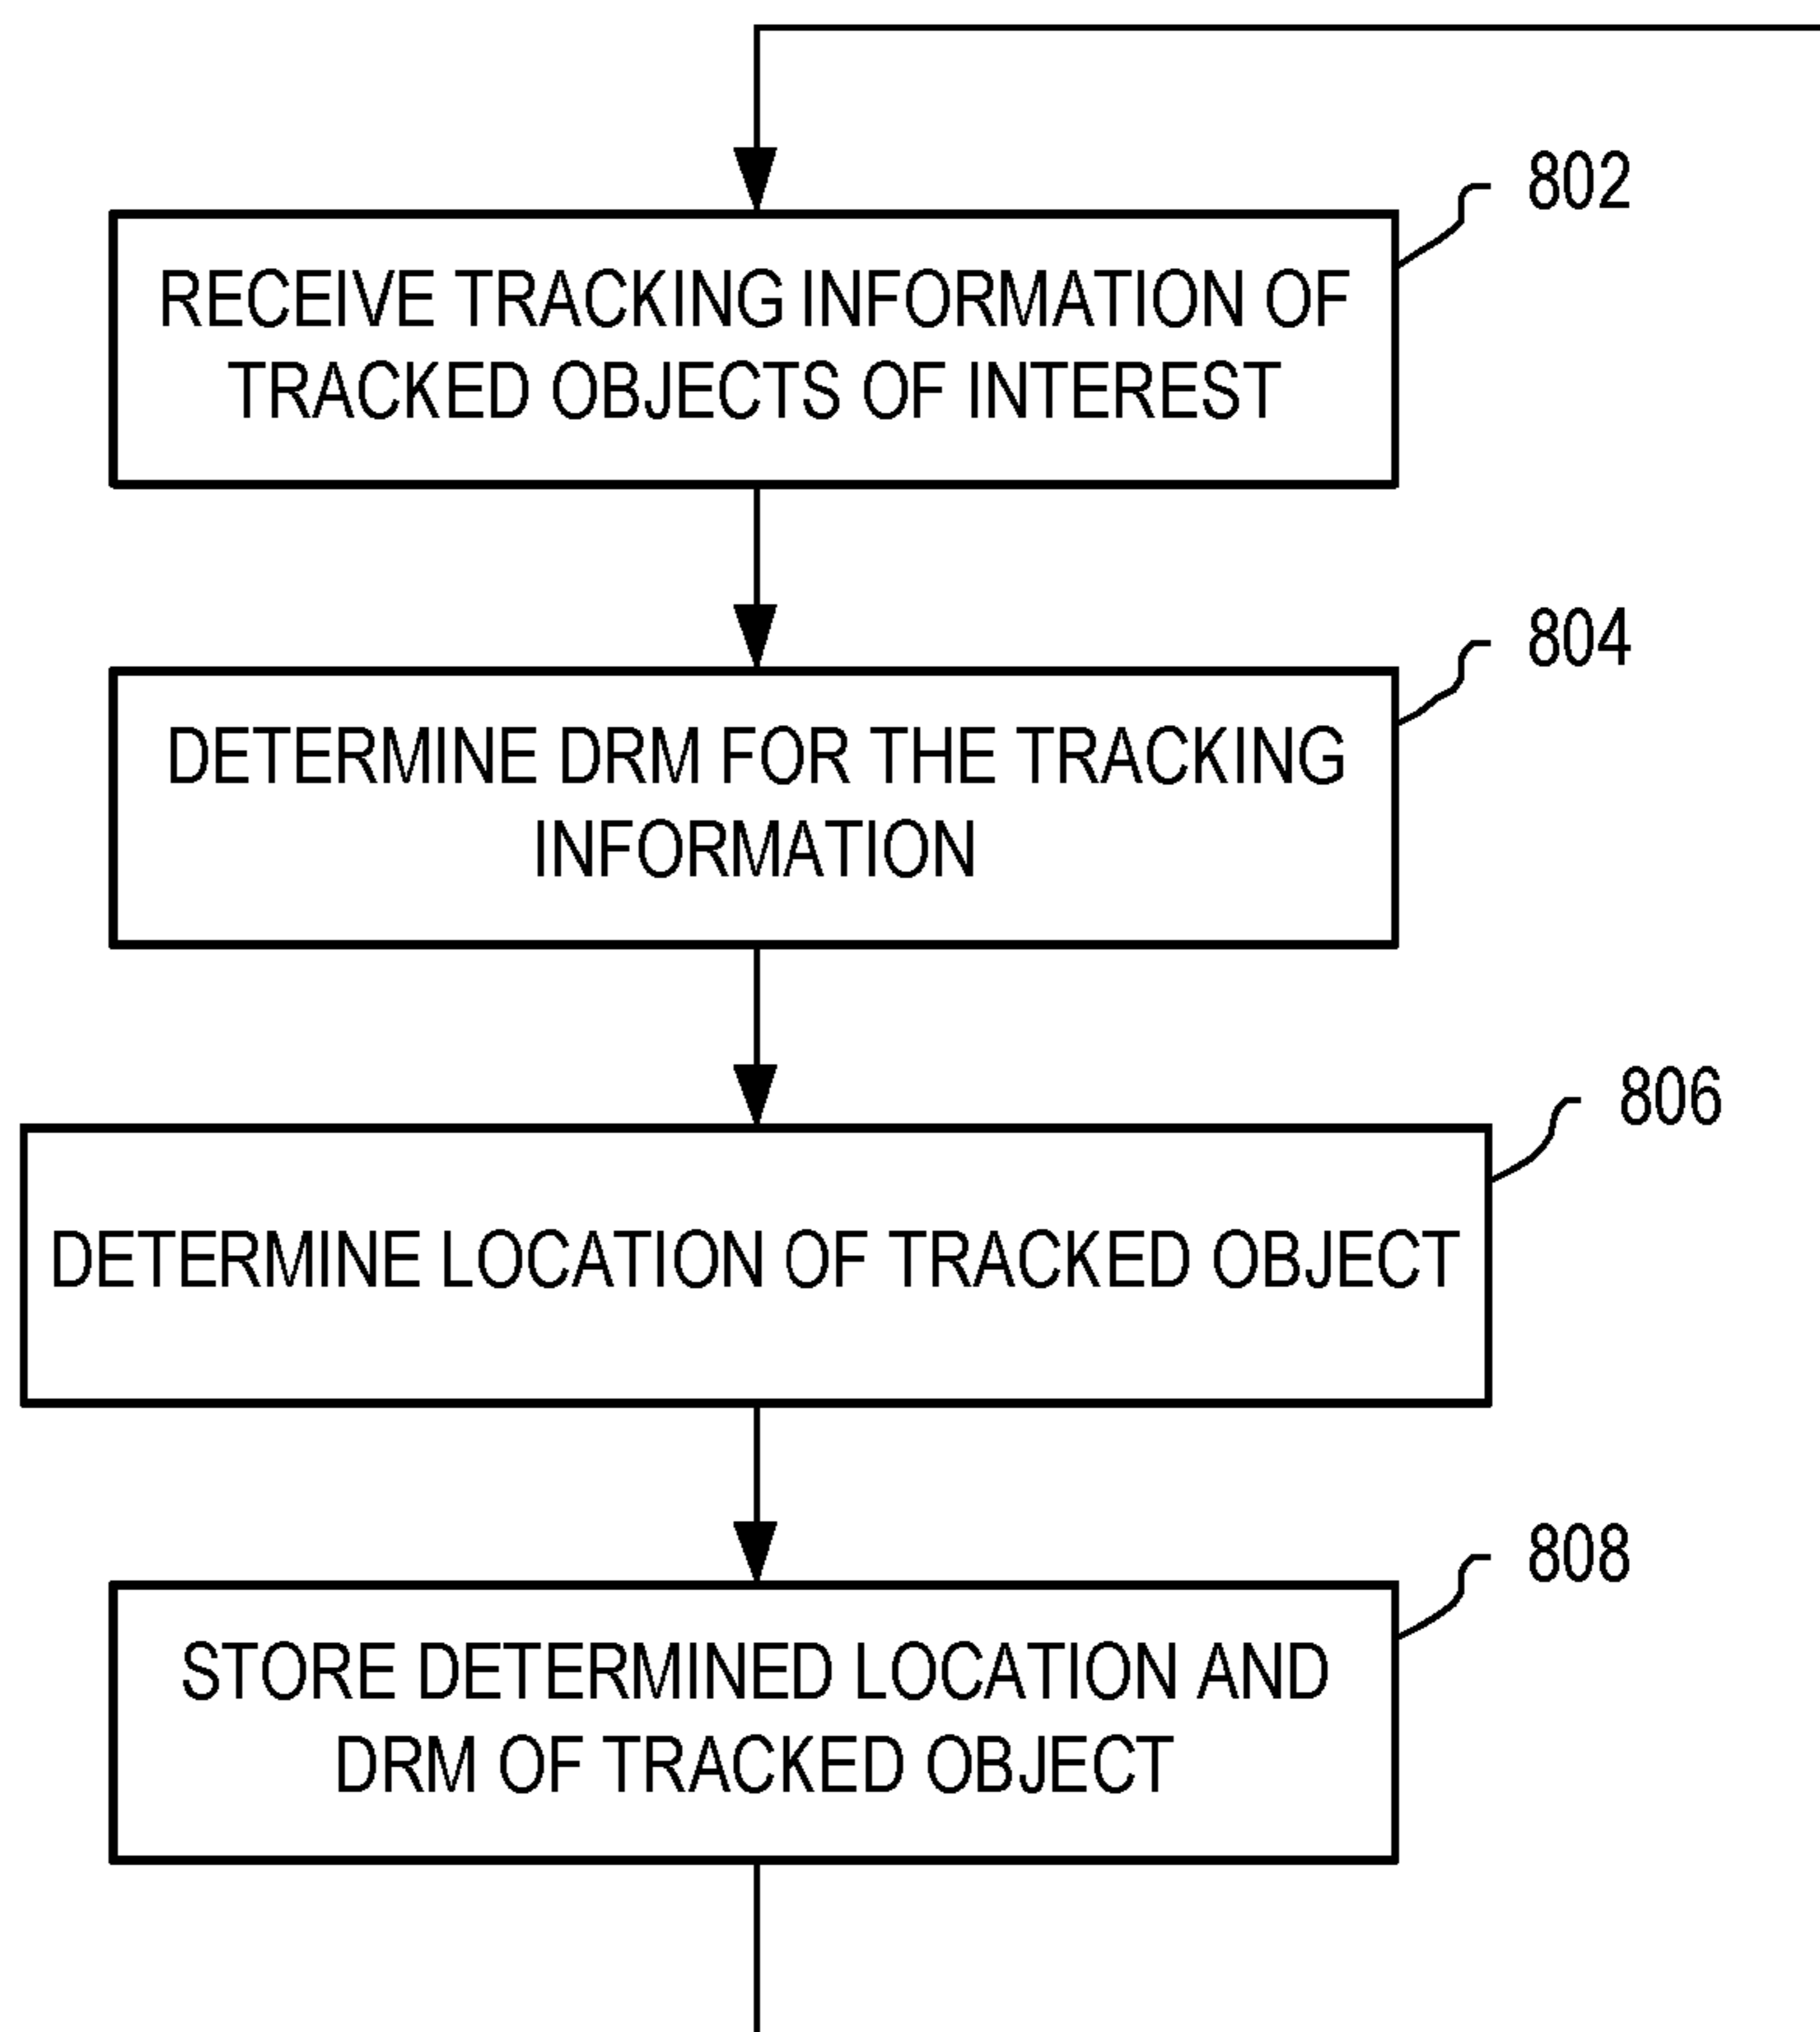 802
RECEIVE TRACKING INFORMATION OF
TRACKED OBJECTS OF INTEREST
804
DETERMINE DRM FOR THE TRACKING
INFORMATION
806
DETERMINE LOCATION OF TRACKED OBJECT
808
STORE DETERMINED LOCATION AND
DRM OF TRACKED OBJECT